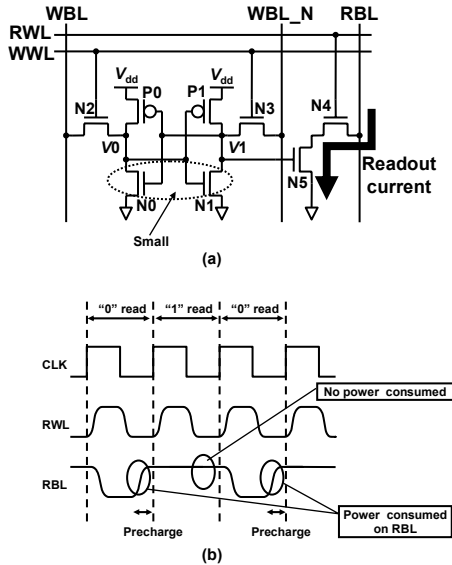 WBL WBL_N RBL
RWL
WWL
Vdd Vdd
P0 P1
N2 N3 N4
V0 V1
N5
Readout
current
N0 N1
Small
(a)
“0” read “1” read “0” read
CLK
No power consumed
RWL
RBL
Precharge Precharge
Power consumed
on RBL
(b)